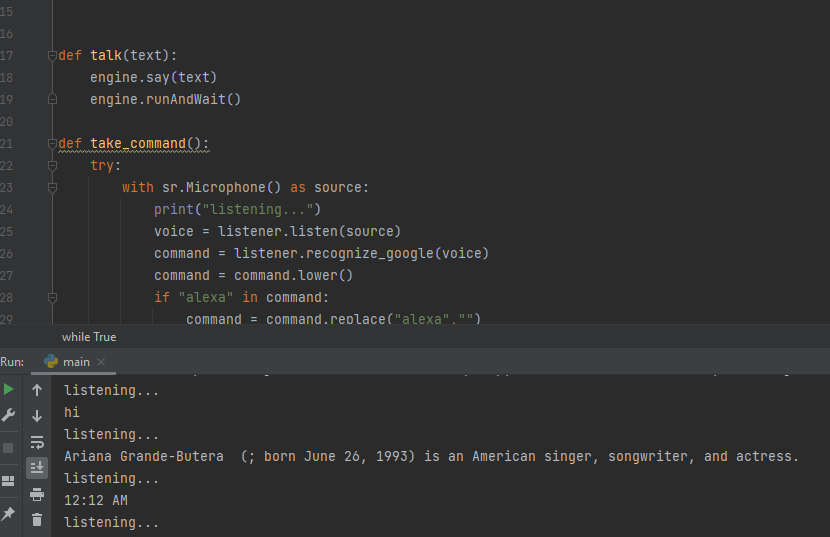 15
16
17 def talk(text):
18 engine.say(text)
19 engine.runAndWait()
20
21 def take_command():
22 try:
23 with sr.Microphone() as source:
24 print("listening...")
25 voice = listener.listen(source)
26 command = listener.recognize_google(voice)
27 command = command.lower()
28 if "alexa" in command:
29 command = command.replace("alexa","")
while True
Run: main
listening...
hi
listening...
Ariana Grande-Butera  (; born June 26, 1993) is an American singer, songwriter, and actress.
listening...
12:12 AM
listening...